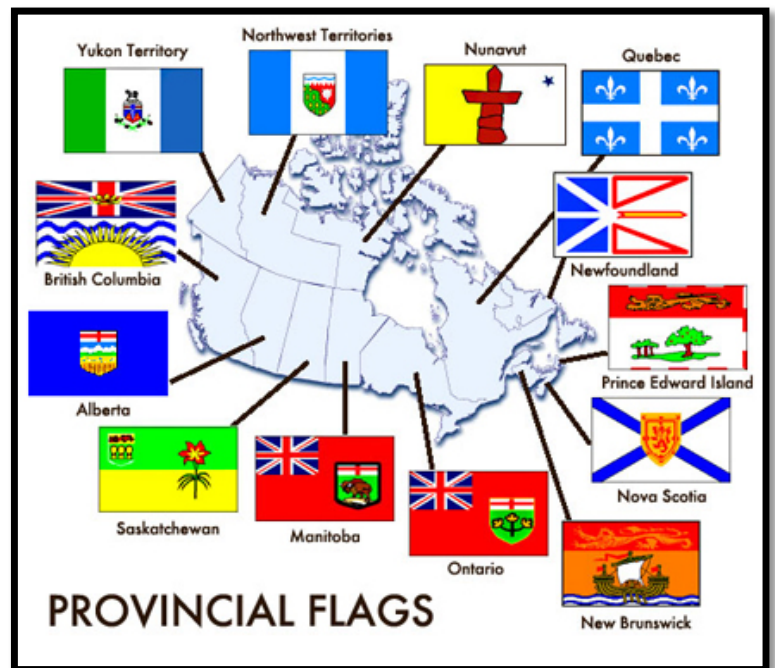 Yukon Territory
Northwest Territories
Nunavut
Quebec
British Columbia
Newfoundland
Alberta
Prince Edward Island
Saskatchewan
Manitoba
Ontario
Nova Scotia
New Brunswick
PROVINCIAL FLAGS